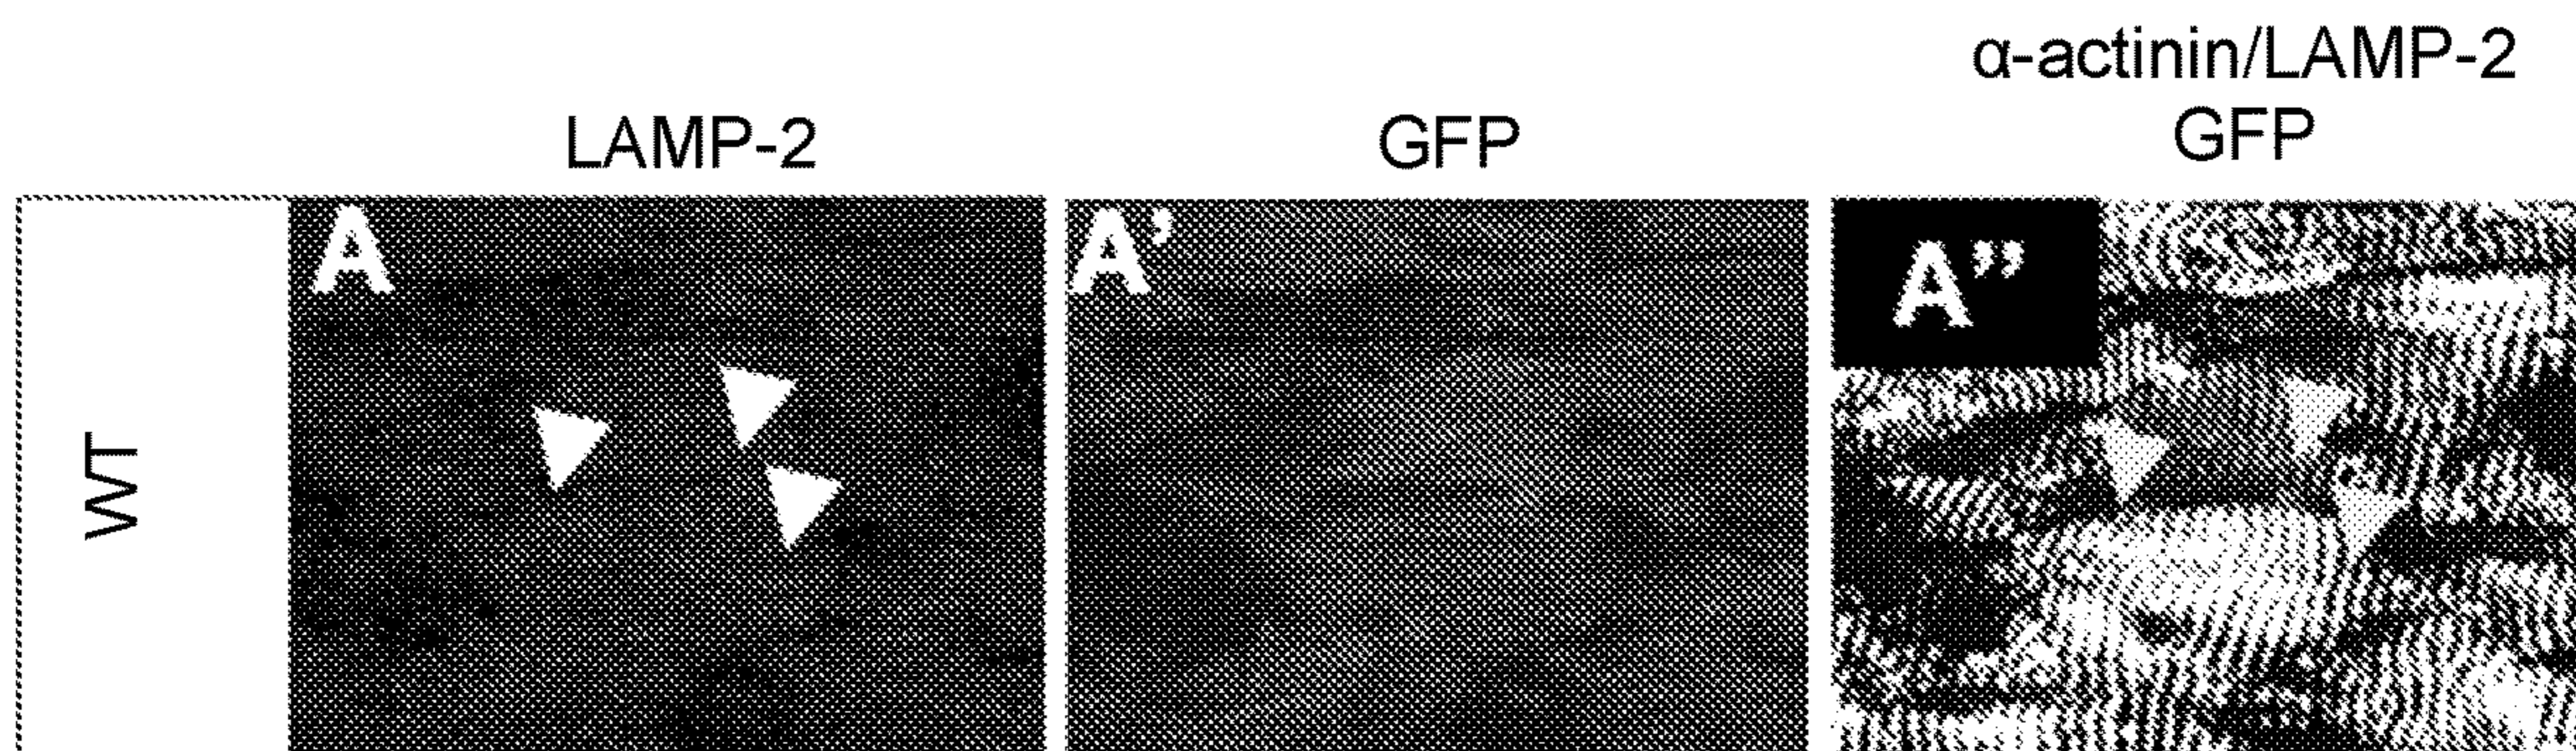 α-actinin/LAMP-2
LAMP-2
GFP
GFP
WT
A
A’
A”